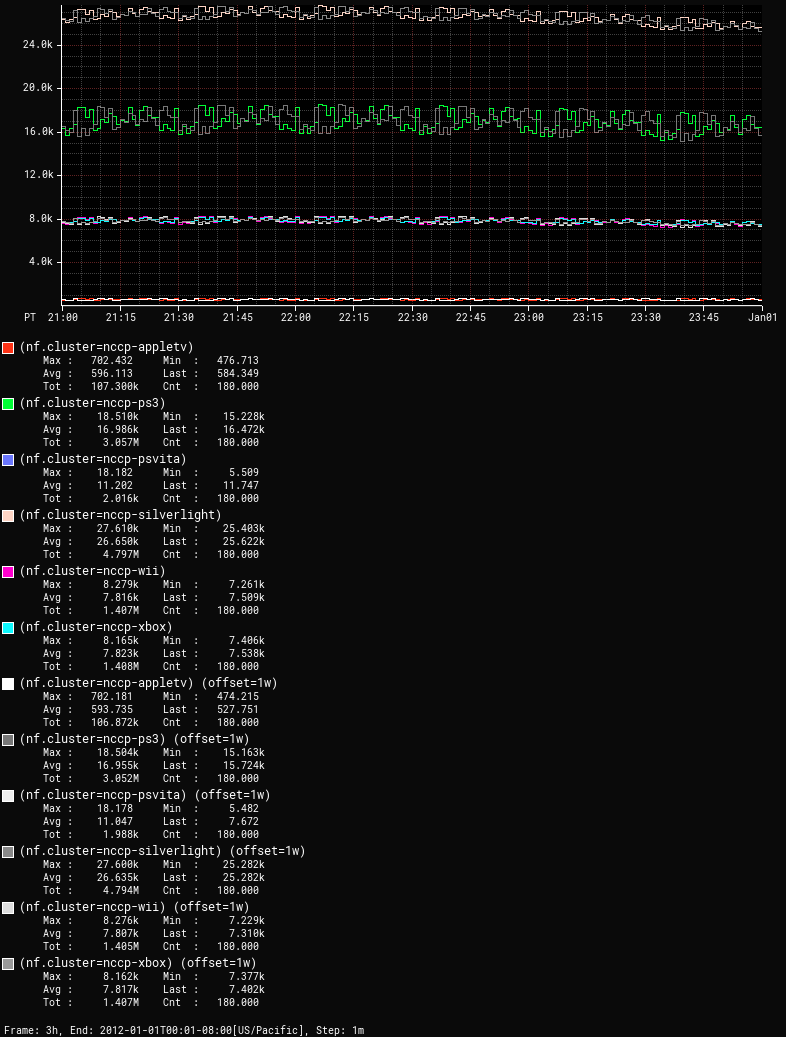 24.0k
20.0k
16.0k
12.0k
8.0k
4.0k
PT 21:00 21:15 21:30 21:45 22:00 22:15 22:30 22:45 23:00 23:15 23:30 23:45 Jan01
(nf.cluster=nccp-appletv)
Max : 702.432 Min : 476.713
Avg : 596.113 Last : 584.349
Tot : 107.300k Cnt : 180.000
(nf.cluster=nccp-ps3)
Max : 18.510k Min : 15.228k
Avg : 16.986k Last : 16.472k
Tot : 3.057M Cnt : 180.000
(nf.cluster=nccp-psvita)
Max : 18.182 Min : 5.509
Avg : 11.202 Last : 11.747
Tot : 2.016k Cnt : 180.000
(nf.cluster=nccp-silverlight)
Max : 27.610k Min : 25.403k
Avg : 26.650k Last : 25.622k
Tot : 4.797M Cnt : 180.000
(nf.cluster=nccp-wii)
Max : 8.279k Min : 7.261k
Avg : 7.816k Last : 7.509k
Tot : 1.407M Cnt : 180.000
(nf.cluster=nccp-xbox)
Max : 8.165k Min : 7.406k
Avg : 7.823k Last : 7.538k
Tot : 1.408M Cnt : 180.000
(nf.cluster=nccp-appletv) (offset=1w)
Max : 702.181 Min : 474.215
Avg : 593.735 Last : 527.751
Tot : 106.872k Cnt : 180.000
(nf.cluster=nccp-ps3) (offset=1w)
Max : 18.504k Min : 15.163k
Avg : 16.955k Last : 15.724k
Tot : 3.052M Cnt : 180.000
(nf.cluster=nccp-psvita) (offset=1w)
Max : 18.178 Min : 5.482
Avg : 11.047 Last : 7.672
Tot : 1.988k Cnt : 180.000
(nf.cluster=nccp-silverlight) (offset=1w)
Max : 27.600k Min : 25.282k
Avg : 26.635k Last : 25.282k
Tot : 4.794M Cnt : 180.000
(nf.cluster=nccp-wii) (offset=1w)
Max : 8.276k Min : 7.229k
Avg : 7.807k Last : 7.310k
Tot : 1.405M Cnt : 180.000
(nf.cluster=nccp-xbox) (offset=1w)
Max : 8.162k Min : 7.377k
Avg : 7.817k Last : 7.402k
Tot : 1.407M Cnt : 180.000
Frame: 3h, End: 2012-01-01T00:01-08:00[US/Pacific], Step: 1m